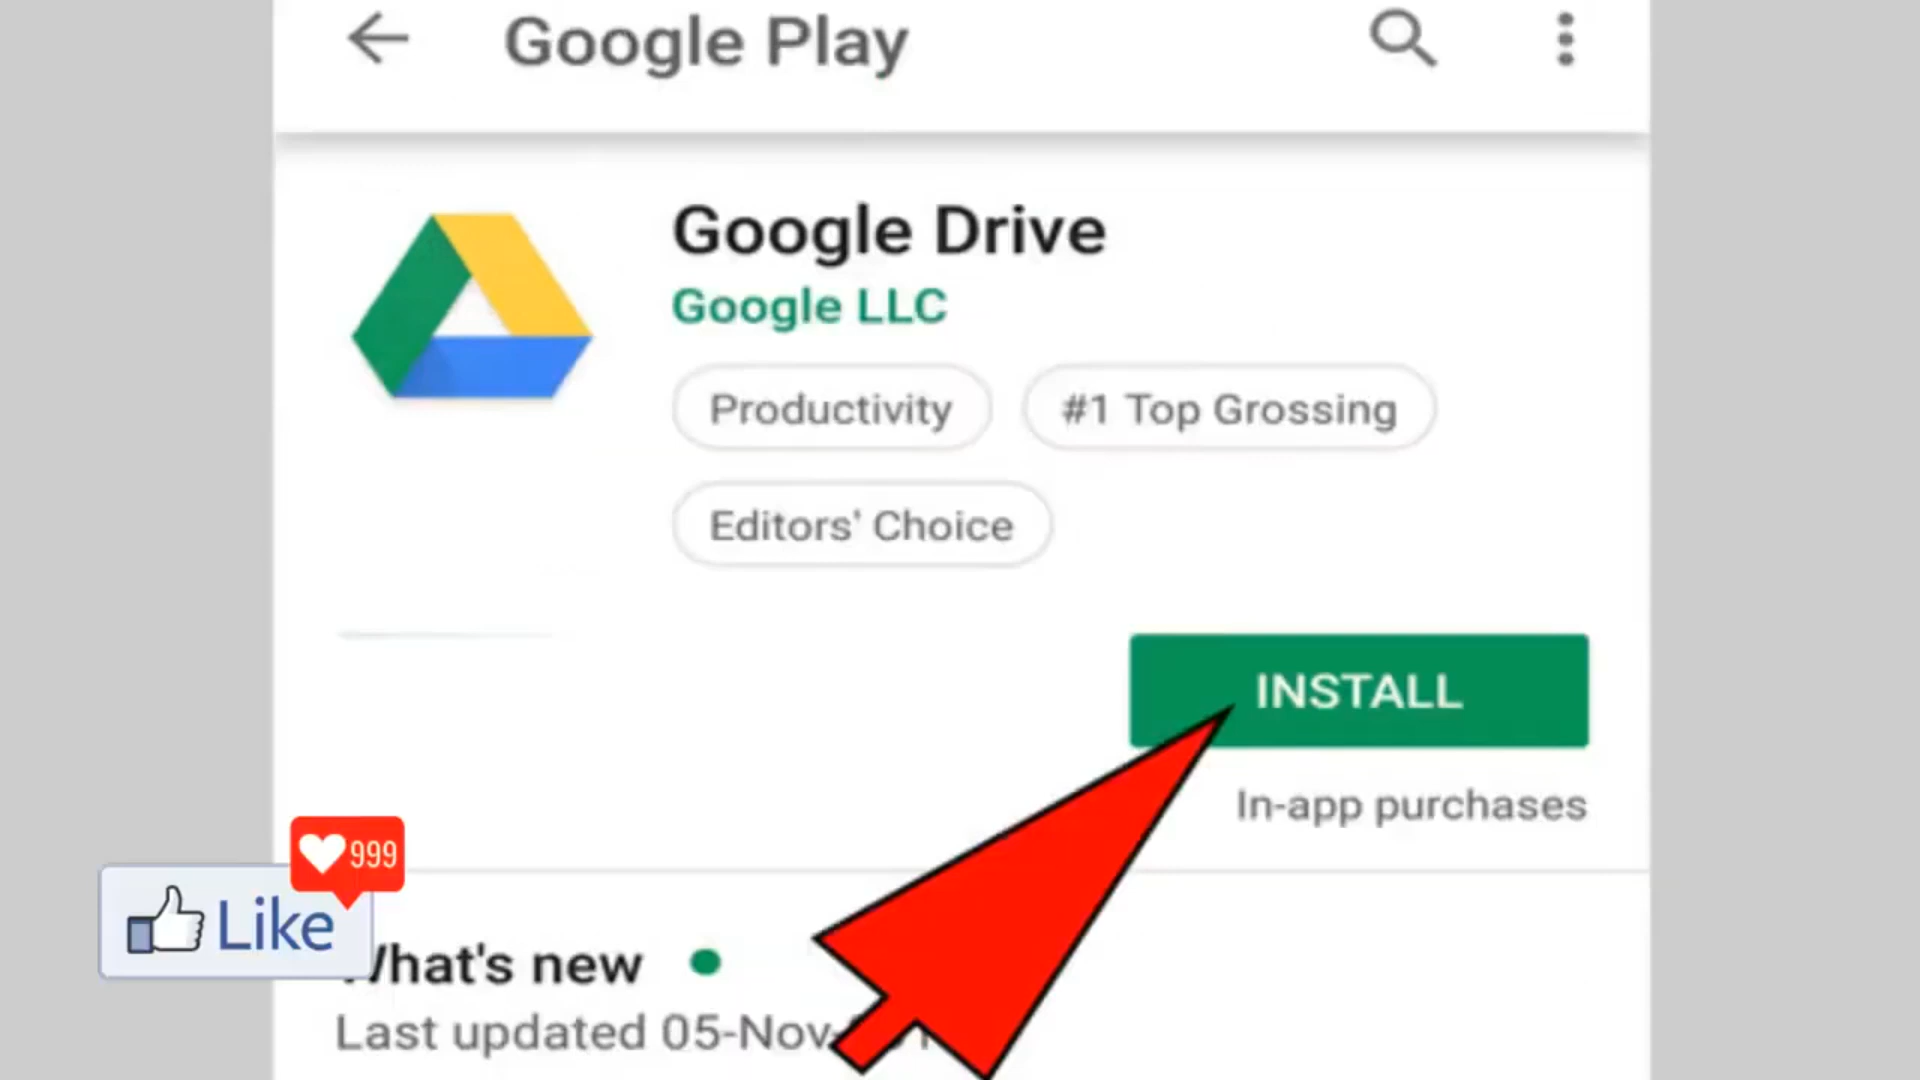 Google Play
Google Drive
Google LLC
Productivity
#1 Top Grossing
Editors' Choice
INSTALL
In-app purchases
999
Like
What's new
Last updated 05-Nov-